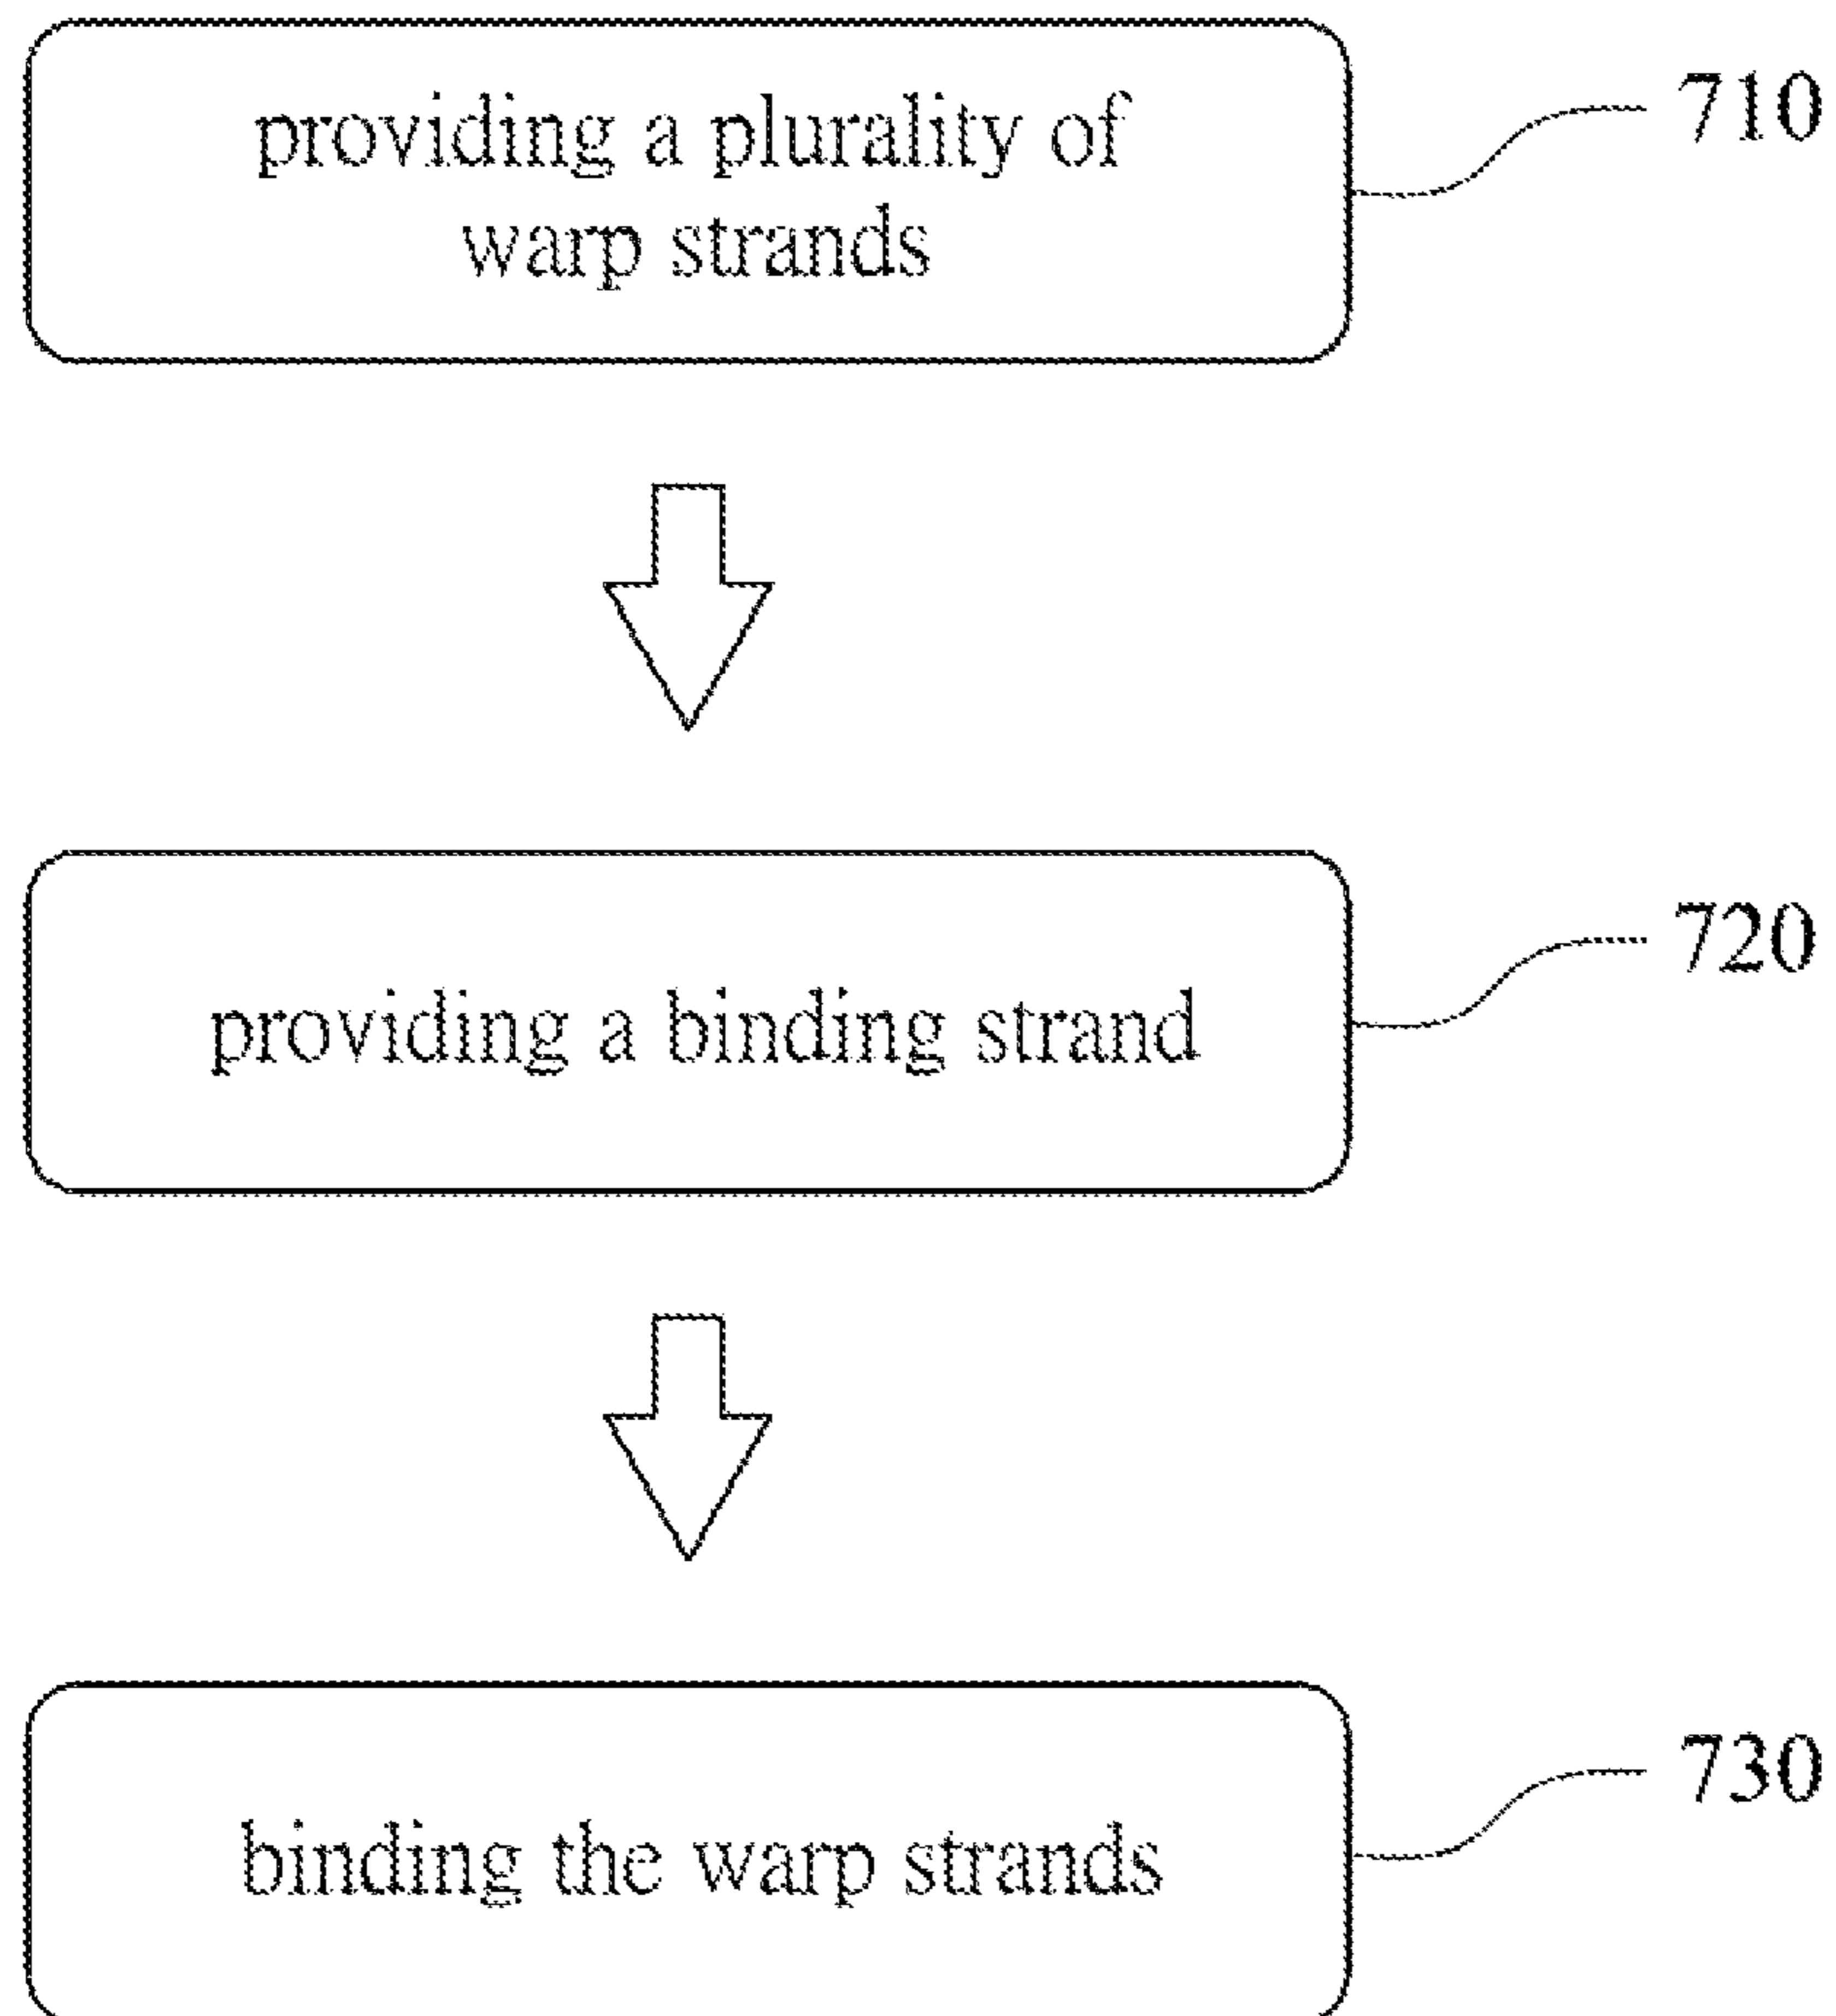 providing a plurality of
warp strands
710
providing a binding strand
720
binding the warp strands
730